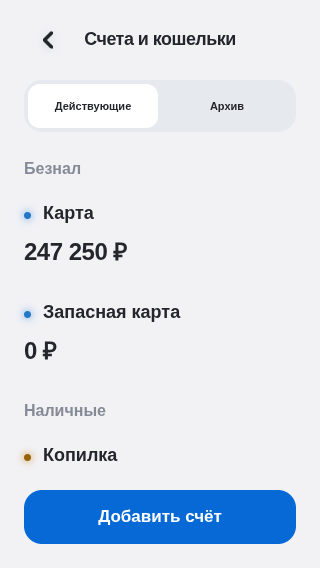 Счета и кошельки
Действующие
Архив
Безнал
Карта
247 250 ₽
Запасная карта
0 ₽
Наличные
Копилка
Добавить счёт